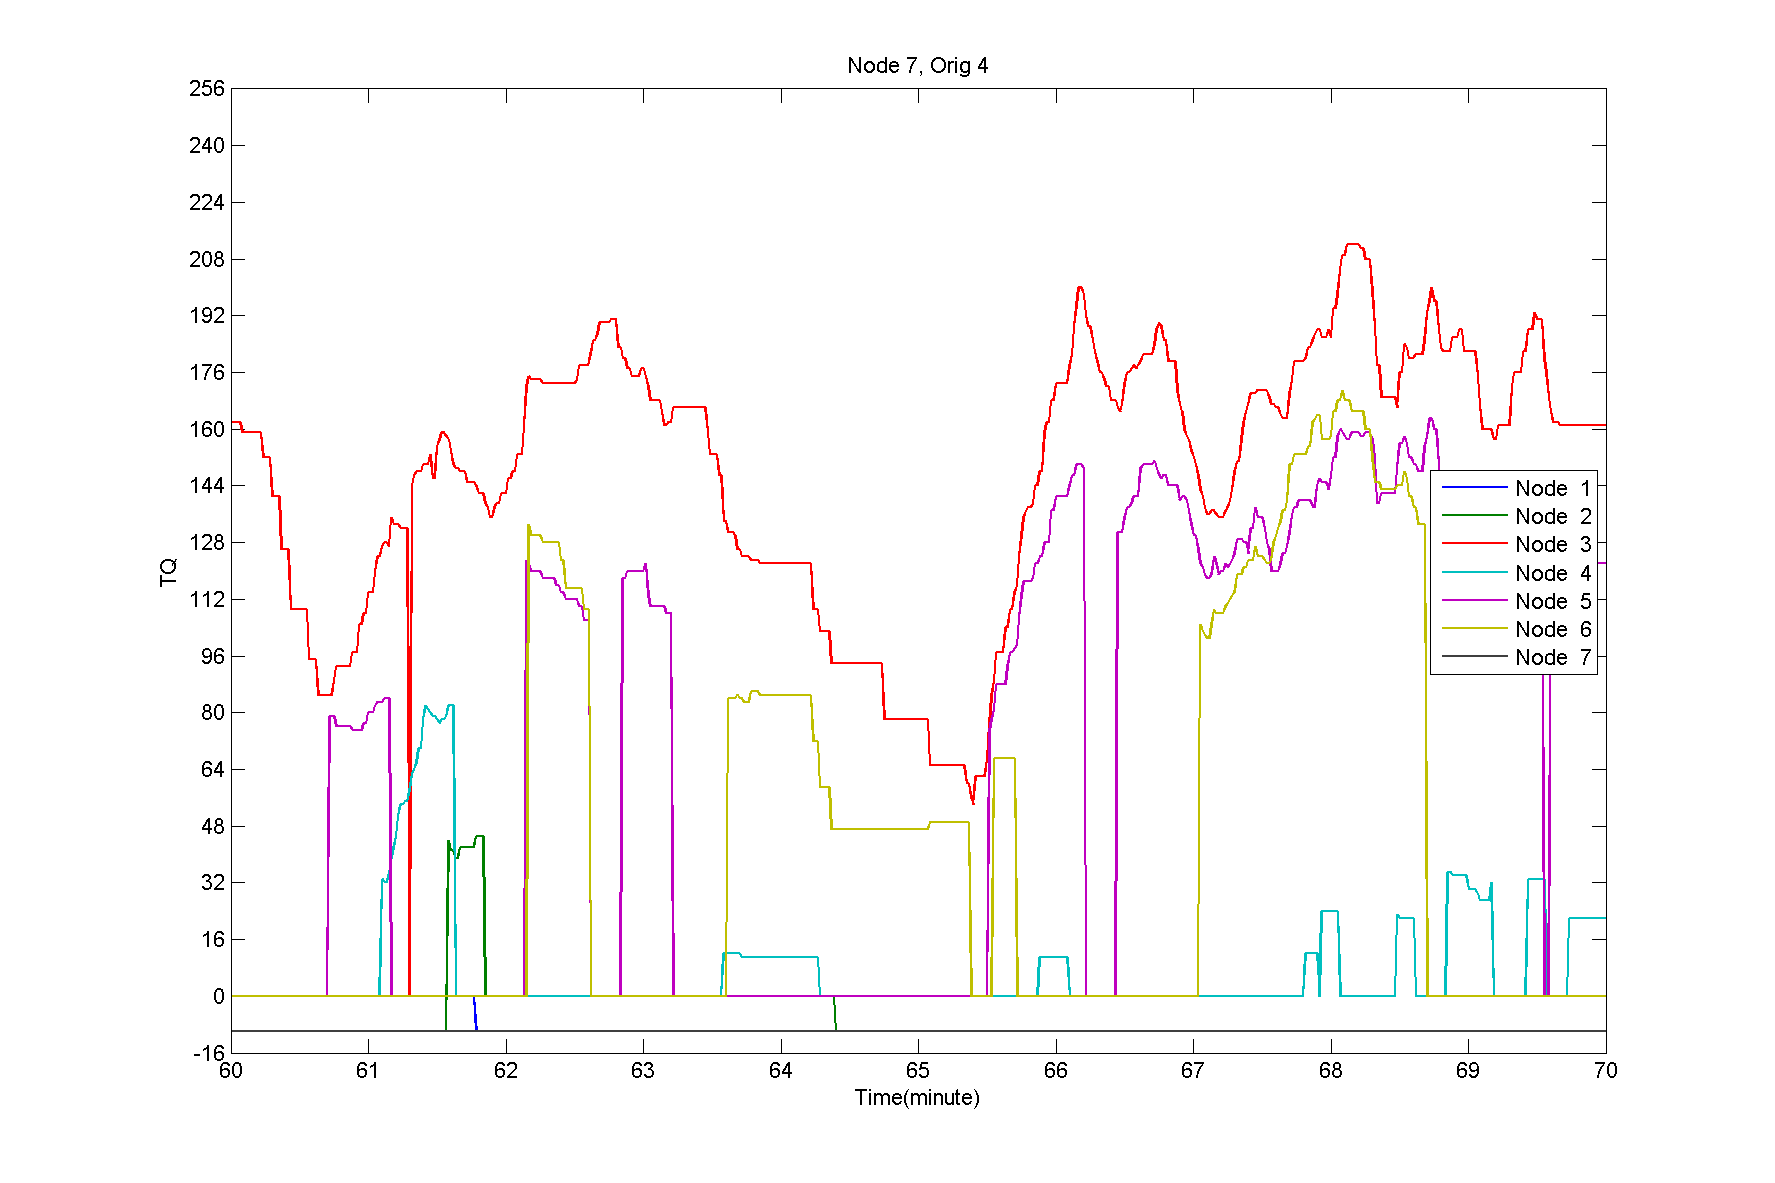 Node 7, Orig 4
256
240
224
208
192
176
160
144
128
112
96
80
64
48
32
16
0
-16
TQ
Node 1
Node 2
Node 3
Node 4
Node 5
Node 6
Node 7
60 61 62 63 64 65 66 67 68 69 70
Time(minute)